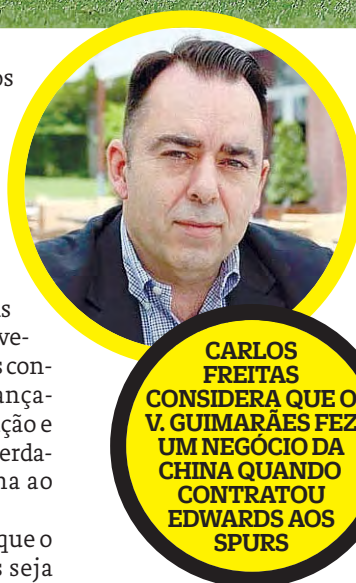 os
s
ve-
s con-
ança-
ção e
erda-
na ao
que o
s seja
CARLOS
FREITAS
CONSIDERA QUE O
V. GUIMARÃES FEZ
UM NEGÓCIO DA
CHINA QUANDO
CONTRATOU
EDWARDS AOS
SPURS